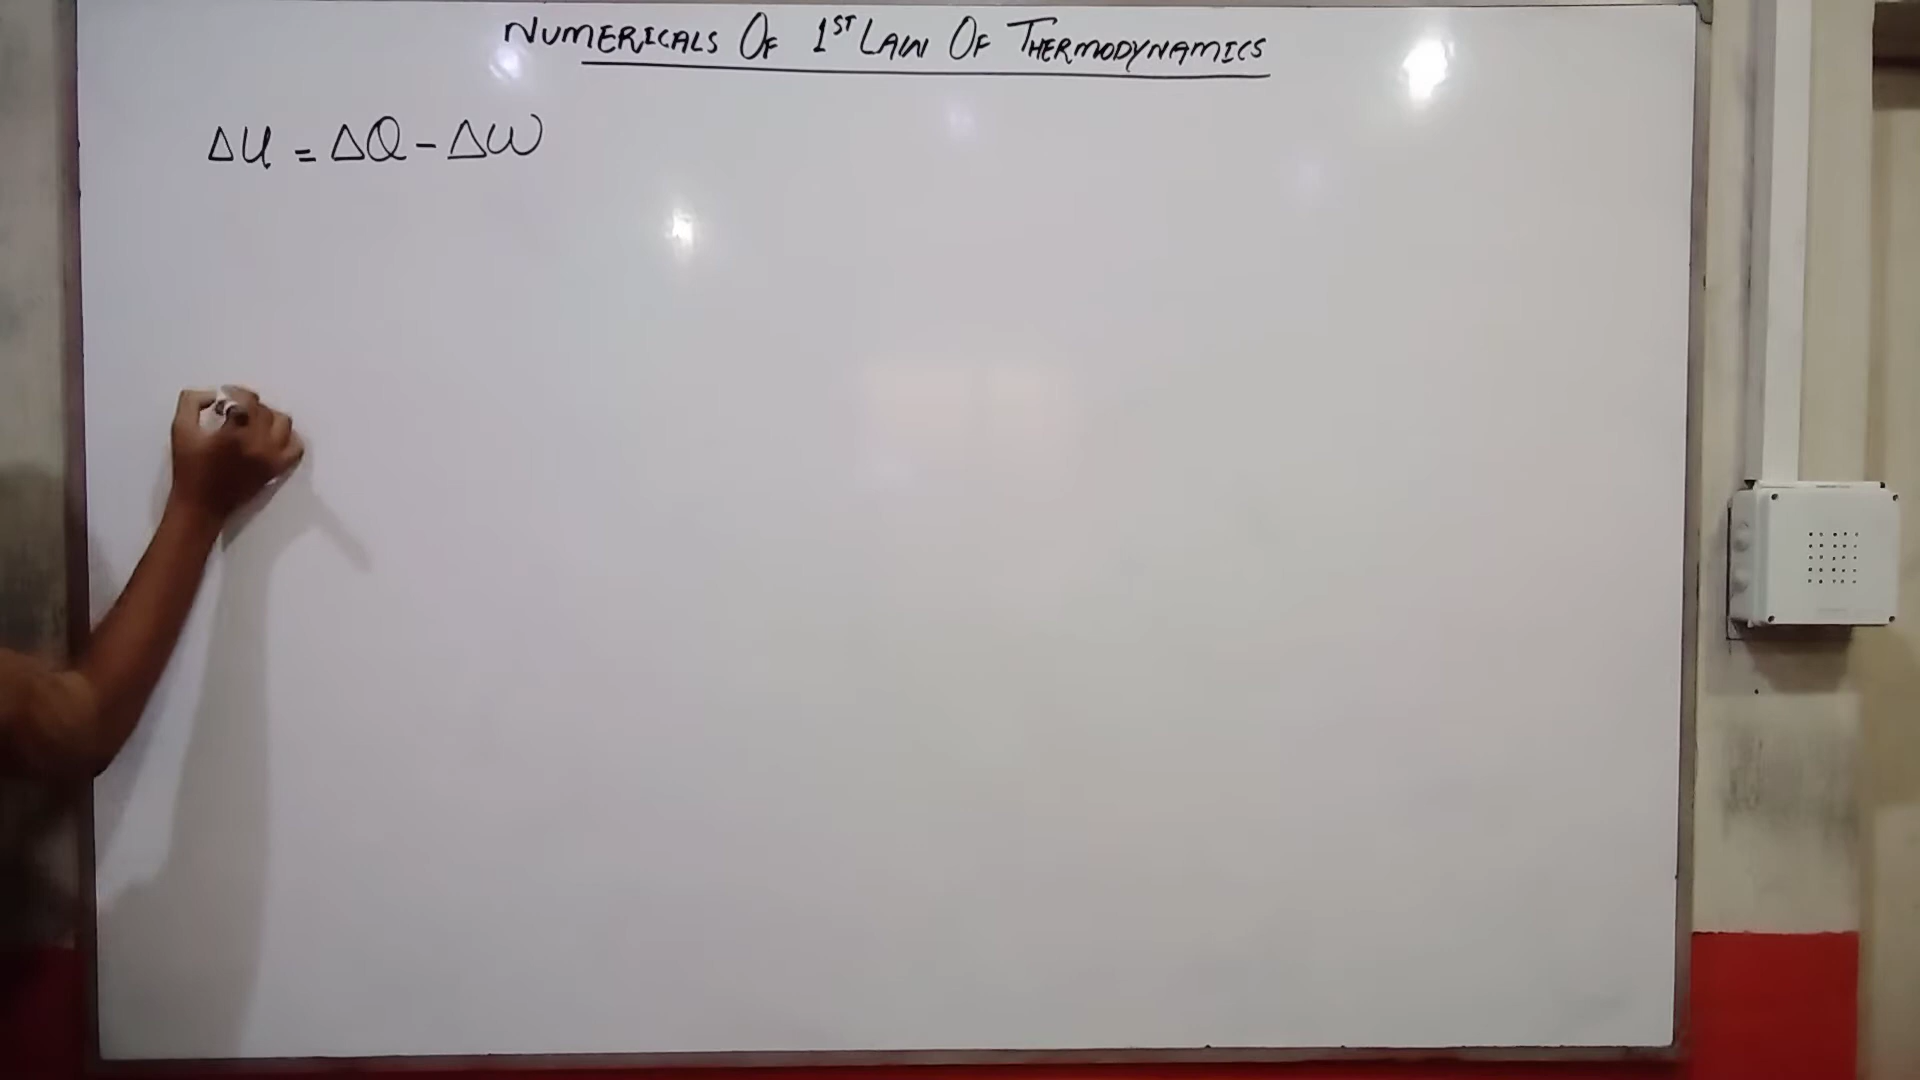 NUMERICALS OF 1ST LAW OF THERMODYNAMICS
ΔU = ΔQ - ΔW